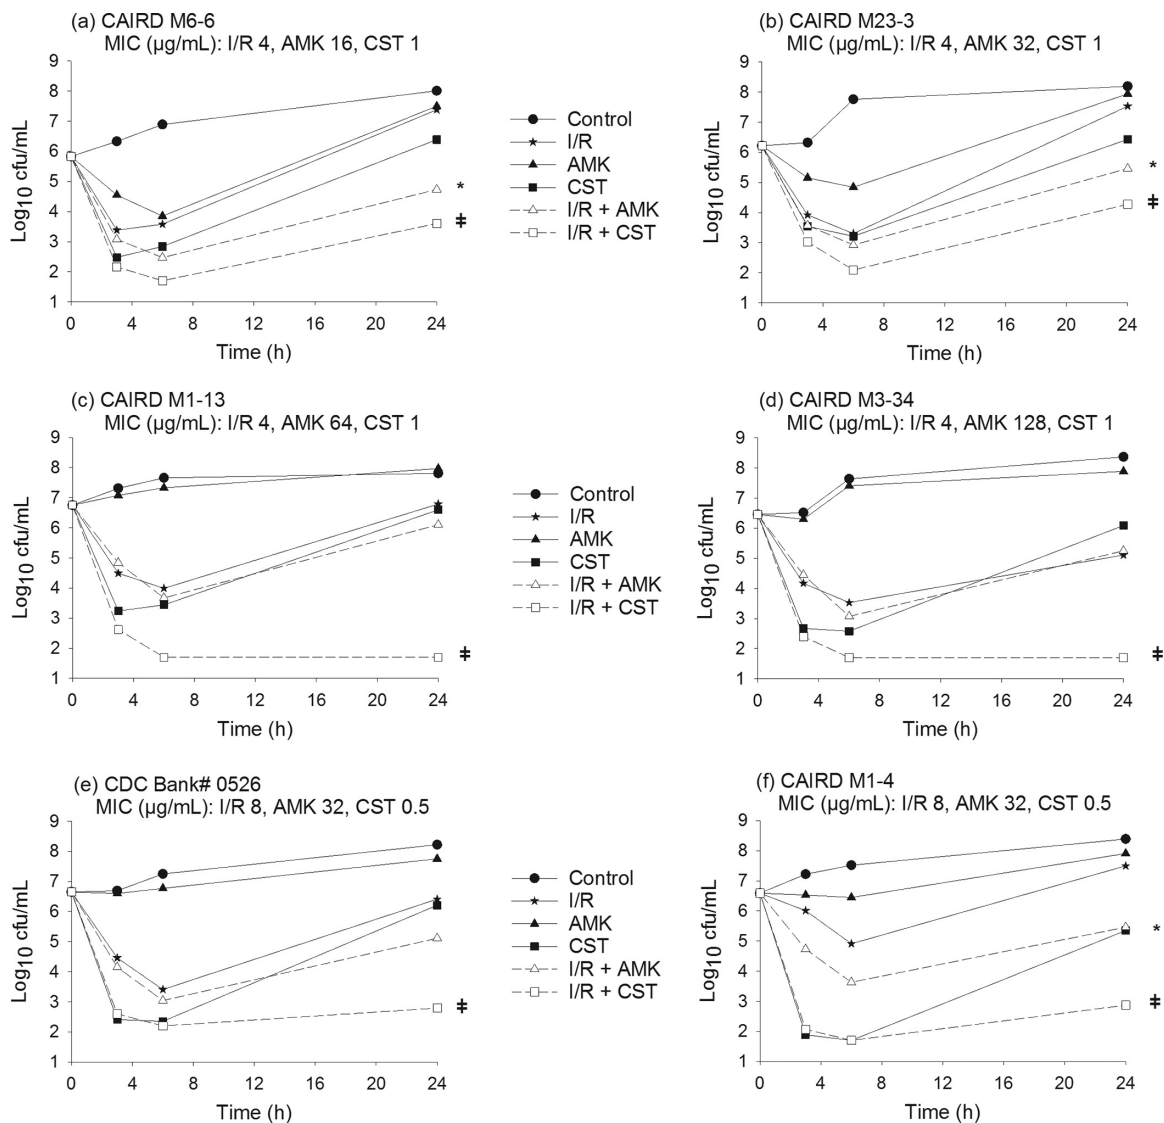 (a) CAIRD M6-6
MIC (µg/mL): I/R 4, AMK 16, CST 1
9
8
7
6
5
4
3
2
1
Log10 cfu/mL
0 4 8 12 16 20 24
Time (h)
*
ǂ
Control
I/R
AMK
CST
I/R + AMK
I/R + CST
(b) CAIRD M23-3
MIC (µg/mL): I/R 4, AMK 32, CST 1
9
8
7
6
5
4
3
2
1
Log10 cfu/mL
0 4 8 12 16 20 24
Time (h)
*
ǂ
(c) CAIRD M1-13
MIC (µg/mL): I/R 4, AMK 64, CST 1
9
8
7
6
5
4
3
2
1
Log10 cfu/mL
0 4 8 12 16 20 24
Time (h)
ǂ
Control
I/R
AMK
CST
I/R + AMK
I/R + CST
(d) CAIRD M3-34
MIC (µg/mL): I/R 4, AMK 128, CST 1
9
8
7
6
5
4
3
2
1
Log10 cfu/mL
0 4 8 12 16 20 24
Time (h)
ǂ
(e) CDC Bank# 0526
MIC (µg/mL): I/R 8, AMK 32, CST 0.5
9
8
7
6
5
4
3
2
1
Log10 cfu/mL
0 4 8 12 16 20 24
Time (h)
ǂ
Control
I/R
AMK
CST
I/R + AMK
I/R + CST
(f) CAIRD M1-4
MIC (µg/mL): I/R 8, AMK 32, CST 0.5
9
8
7
6
5
4
3
2
1
Log10 cfu/mL
0 4 8 12 16 20 24
Time (h)
*
ǂ